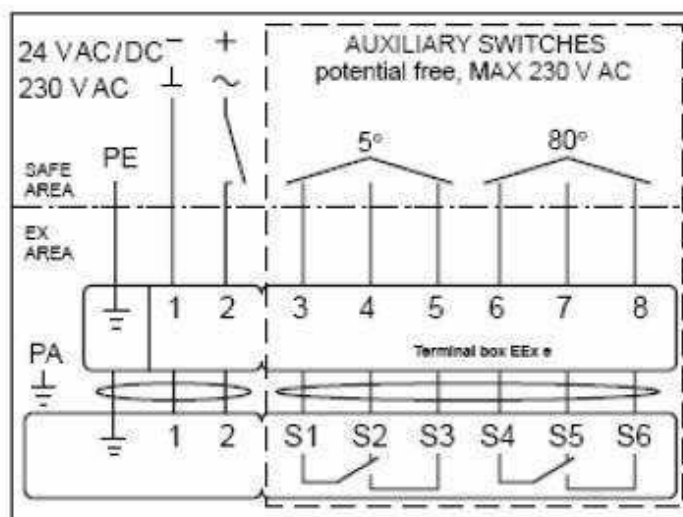 24 VAC/DC − +
230 V AC ⊥ ~
AUXILIARY SWITCHES
potential free, MAX 230 V AC
5° 80°
PE
SAFE
AREA
EX
AREA
1 2 3 4 5 6 7 8
Terminal box EEx e
PA
1 2 S1 S2 S3 S4 S5 S6